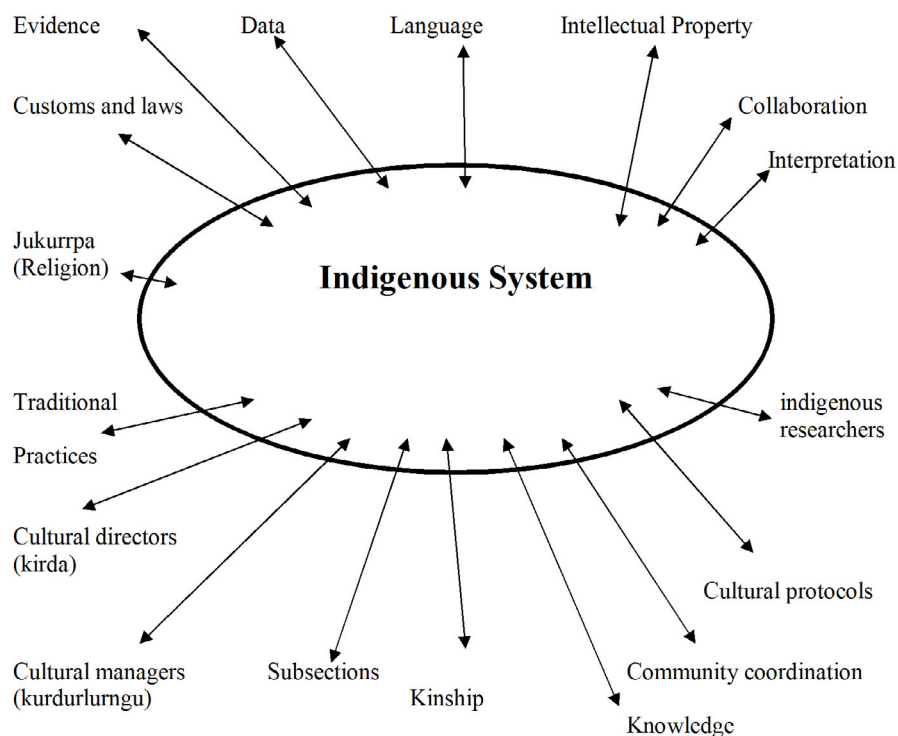 Evidence
Data
Language
Intellectual Property
Customs and laws
Collaboration
Interpretation
Jukurrpa
(Religion)
Indigenous System
Traditional
Practices
indigenous
researchers
Cultural directors
(kirda)
Cultural protocols
Cultural managers
(kurdurlurngu)
Subsections
Kinship
Community coordination
Knowledge